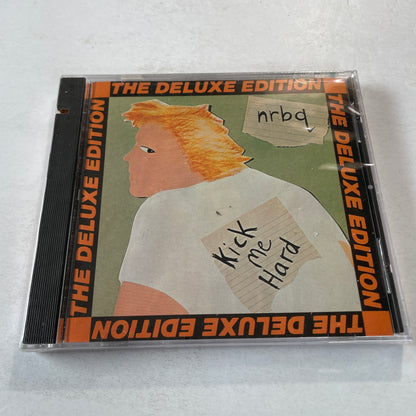 THE DELUXE EDITION
nrbq
Kick
me
Hard
THE DELUXE EDITION
THE DELUXE EDITION
THE DELUXE EDITION